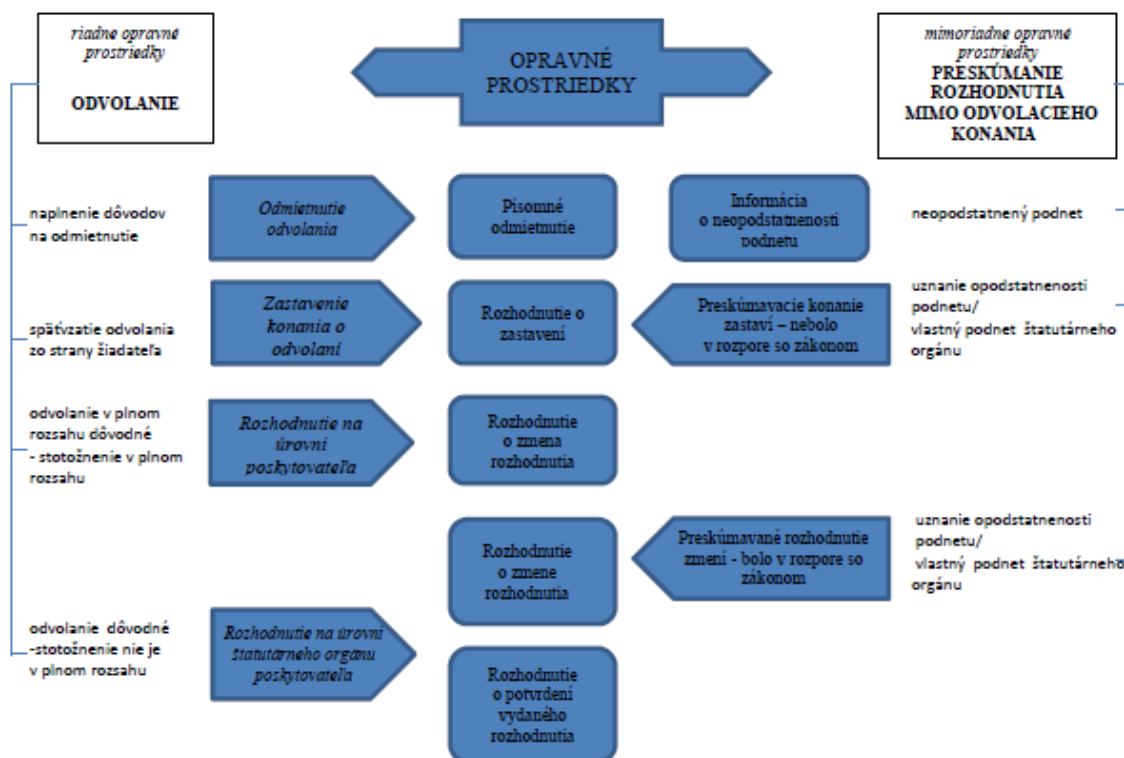 riadne opravné
prostriedky
ODVOLANIE
OPRAVNÉ
PROSTRIEDKY
mimoriadne opravné
prostriedky
PRESKÚMANIE
ROZHODNUTIA
MIMO ODVOLACIEHO
KONANIA
naplnenie dôvodov
na odmietnutie
Odmietnutie
odvolania
Písomné
odmietnutie
Informácia
o neopodstatnenosti
podnetu
neopodstatnený podnet
späťvzatie odvolania
zo strany žiadateľa
Zastavenie
konania o
odvolaní
Rozhodnutie o
zastavení
Preskúmavacie konanie
zastaví – nebolo
v rozpore so zákonom
uznanie opodstatnenosti
podnetu/
vlastný podnet štatutárneho
orgánu
odvolanie v plnom
rozsahu dôvodné
- stotožnenie v plnom
rozsahu
Rozhodnutie na
úrovni
poskytovateľa
Rozhodnutie
o zmena
rozhodnutia
Rozhodnutie
o zmene
rozhodnutia
Preskúmavané rozhodnutie
zmení - bolo v rozpore so
zákonom
uznanie opodstatnenosti
podnetu/
vlastný podnet štatutárneho
orgánu
odvolanie dôvodné
-stotožnenie nie je
v plnom rozsahu
Rozhodnutie na úrovni
štatutárneho orgánu
poskytovateľa
Rozhodnutie
o potvrdení
vydaného
rozhodnutia